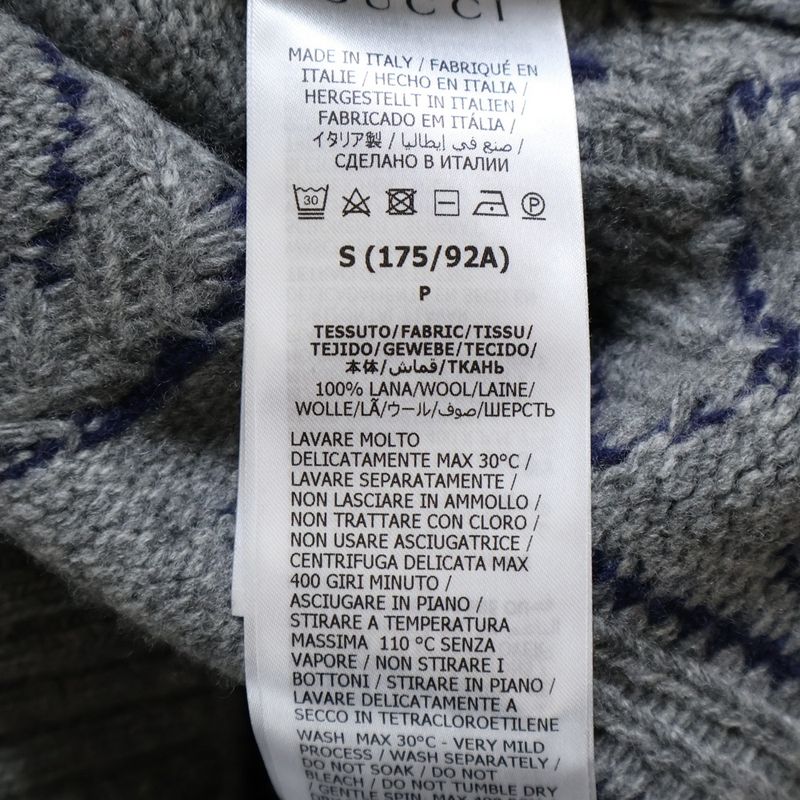 GUCCI
MADE IN ITALY / FABRIQUÉ EN
ITALIE / HECHO EN ITALIA /
HERGESTELLT IN ITALIEN /
FABRICADO EM ITÁLIA /
イタリア製 / صنع في إيطاليا /
СДЕЛАНО В ИТАЛИИ
30 P
S (175/92A)
P
TESSUTO/FABRIC/TISSU/
TEJIDO/GEWEBE/TECIDO/
本体/قماش/ТКАНЬ
100% LANA/WOOL/LAINE/
WOLLE/LÃ/ウール/صوف/ШЕРСТЬ
LAVARE MOLTO
DELICATAMENTE MAX 30°C /
LAVARE SEPARATAMENTE /
NON LASCIARE IN AMMOLLO /
NON TRATTARE CON CLORO /
NON USARE ASCIUGATRICE /
CENTRIFUGA DELICATA MAX
400 GIRI MINUTO /
ASCIUGARE IN PIANO /
STIRARE A TEMPERATURA
MASSIMA 110 °C SENZA
VAPORE / NON STIRARE I
BOTTONI / STIRARE IN PIANO /
LAVARE DELICATAMENTE A
SECCO IN TETRACLOROETILENE
WASH MAX 30°C - VERY MILD
PROCESS / WASH SEPARATELY /
DO NOT SOAK / DO NOT
BLEACH / DO NOT TUMBLE DRY
/ GENTLE SPIN, MAX 400